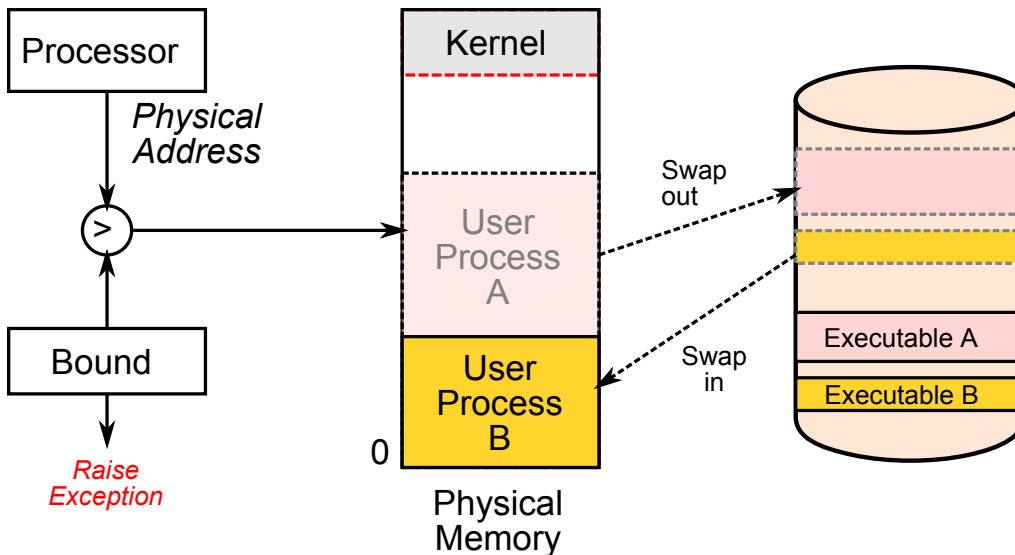 Processor
Physical
Address
>
Bound
Raise
Exception
Kernel
User
Process
A
User
Process
B
0
Physical
Memory
Swap
out
Swap
in
Executable A
Executable B